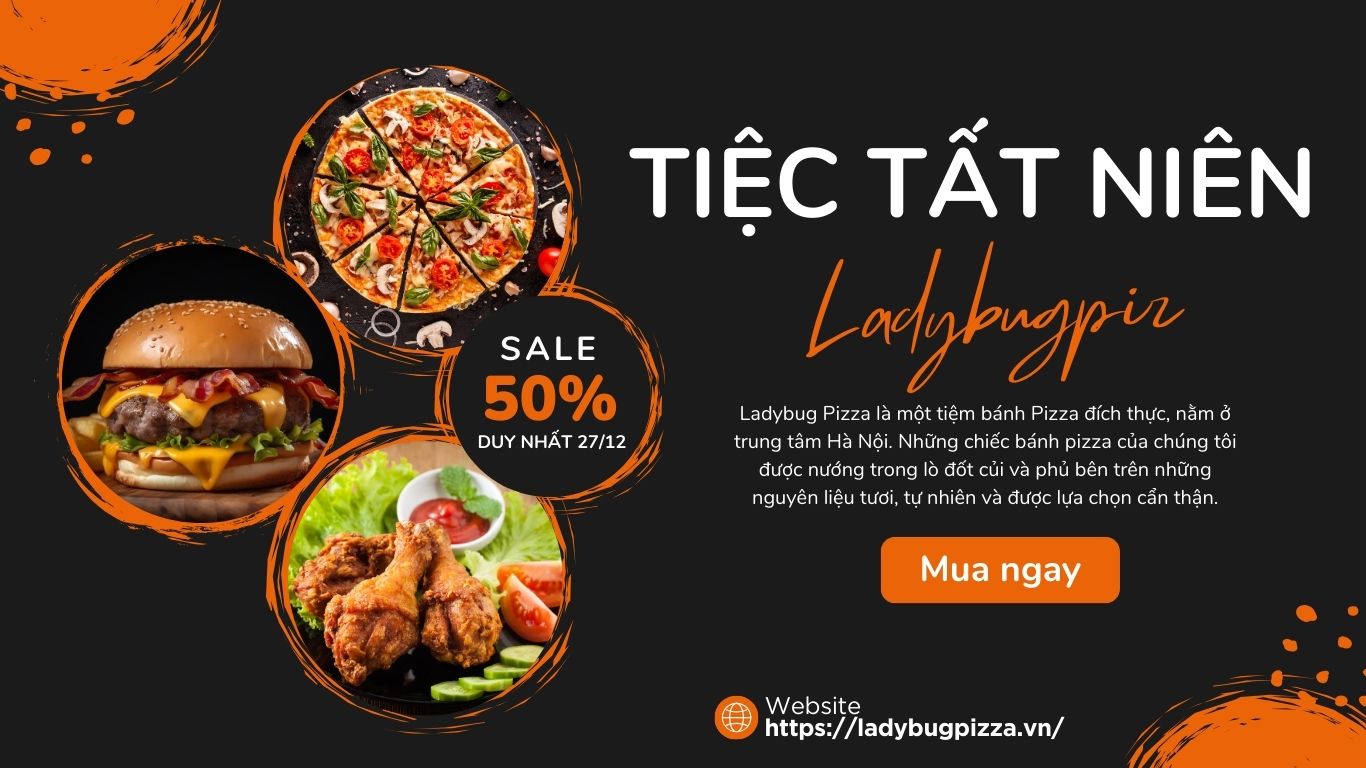 TIỆC TẤT NIÊN
Ladybugpiz
SALE
50%
DUY NHẤT 27/12
Ladybug Pizza là một tiệm bánh Pizza đích thực, nằm ở
trung tâm Hà Nội. Những chiếc bánh pizza của chúng tôi
được nướng trong lò đốt củi và phủ bên trên những
nguyên liệu tươi, tự nhiên và được lựa chọn cẩn thận.
Mua ngay
Website
https://ladybugpizza.vn/